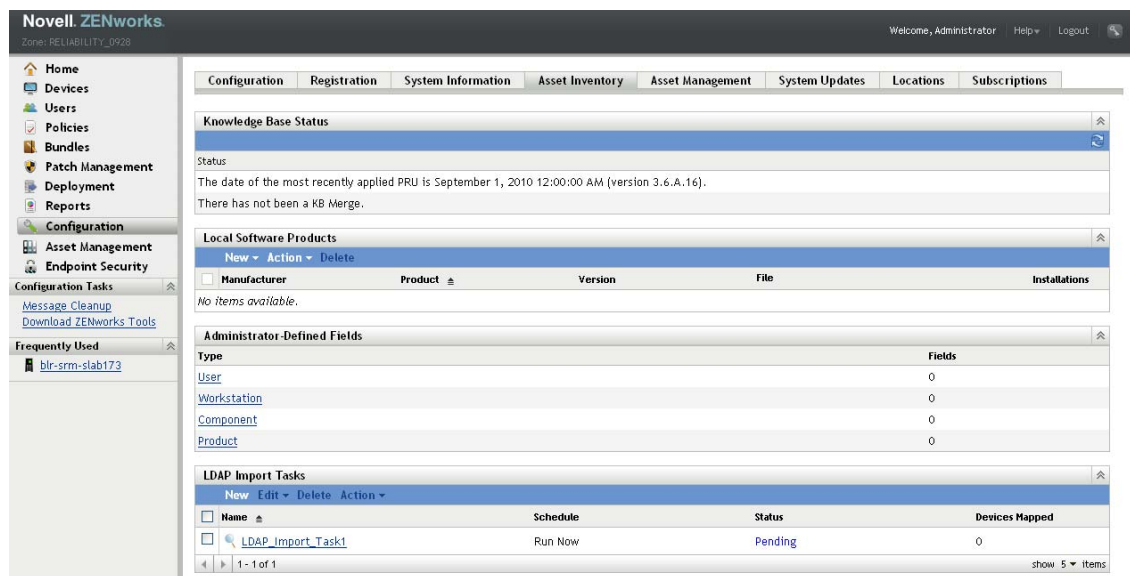 Novell. ZENworks.
Zone: RELIABILITY_0928
Welcome, Administrator Help Logout
Home
Devices
Users
Policies
Bundles
Patch Management
Deployment
Reports
Configuration
Asset Management
Endpoint Security
Configuration Tasks
Message Cleanup
Download ZENworks Tools
Frequently Used
blr-srm-slab173
Configuration Registration System Information Asset Inventory Asset Management System Updates Locations Subscriptions
Knowledge Base Status
Status
The date of the most recently applied PRU is September 1, 2010 12:00:00 AM (version 3.6.A.16).
There has not been a KB Merge.
Local Software Products
New Action Delete
Manufacturer Product Version File Installations
No items available.
Administrator-Defined Fields
Type Fields
User 0
Workstation 0
Component 0
Product 0
LDAP Import Tasks
New Edit Delete Action
Name Schedule Status Devices Mapped
LDAP_Import_Task1 Run Now Pending 0
1 - 1 of 1 show 5 items